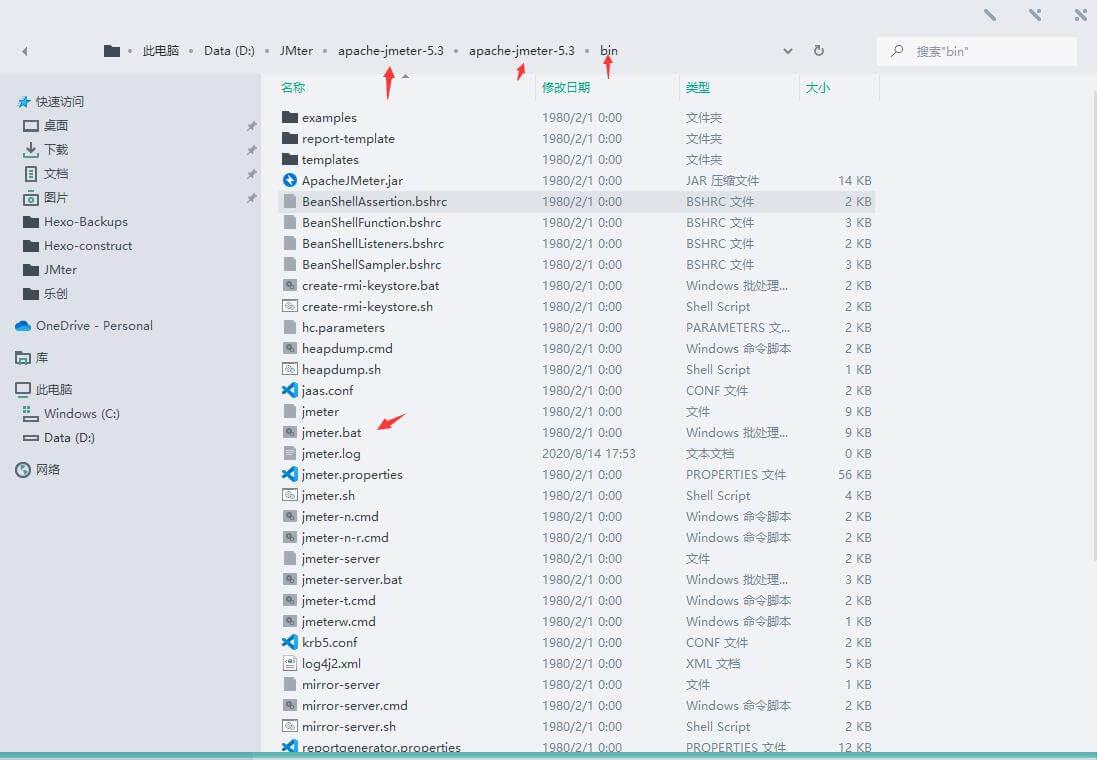 此电脑 Data (D:) JMter apache-jmeter-5.3 apache-jmeter-5.3 bin
搜索"bin"
快速访问
桌面
下载
文档
图片
Hexo-Backups
Hexo-construct
JMter
乐创
OneDrive - Personal
库
此电脑
Windows (C:)
Data (D:)
网络
名称 修改日期 类型 大小
examples 1980/2/1 0:00 文件夹
report-template 1980/2/1 0:00 文件夹
templates 1980/2/1 0:00 文件夹
ApacheJMeter.jar 1980/2/1 0:00 JAR 压缩文件 14 KB
BeanShellAssertion.bshrc 1980/2/1 0:00 BSHRC 文件 2 KB
BeanShellFunction.bshrc 1980/2/1 0:00 BSHRC 文件 3 KB
BeanShellListeners.bshrc 1980/2/1 0:00 BSHRC 文件 2 KB
BeanShellSampler.bshrc 1980/2/1 0:00 BSHRC 文件 3 KB
create-rmi-keystore.bat 1980/2/1 0:00 Windows 批处理... 2 KB
create-rmi-keystore.sh 1980/2/1 0:00 Shell Script 2 KB
hc.parameters 1980/2/1 0:00 PARAMETERS 文... 2 KB
heapdump.cmd 1980/2/1 0:00 Windows 命令脚本 2 KB
heapdump.sh 1980/2/1 0:00 Shell Script 1 KB
jaas.conf 1980/2/1 0:00 CONF 文件 2 KB
jmeter 1980/2/1 0:00 文件 9 KB
jmeter.bat 1980/2/1 0:00 Windows 批处理... 9 KB
jmeter.log 2020/8/14 17:53 文本文档 0 KB
jmeter.properties 1980/2/1 0:00 PROPERTIES 文件 56 KB
jmeter.sh 1980/2/1 0:00 Shell Script 4 KB
jmeter-n.cmd 1980/2/1 0:00 Windows 命令脚本 2 KB
jmeter-n-r.cmd 1980/2/1 0:00 Windows 命令脚本 2 KB
jmeter-server 1980/2/1 0:00 文件 2 KB
jmeter-server.bat 1980/2/1 0:00 Windows 批处理... 3 KB
jmeter-t.cmd 1980/2/1 0:00 Windows 命令脚本 2 KB
jmeterw.cmd 1980/2/1 0:00 Windows 命令脚本 1 KB
krb5.conf 1980/2/1 0:00 CONF 文件 2 KB
log4j2.xml 1980/2/1 0:00 XML 文档 5 KB
mirror-server 1980/2/1 0:00 文件 1 KB
mirror-server.cmd 1980/2/1 0:00 Windows 命令脚本 2 KB
mirror-server.sh 1980/2/1 0:00 Shell Script 2 KB
reportgenerator.properties 1980/2/1 0:00 PROPERTIES 文件 12 KB